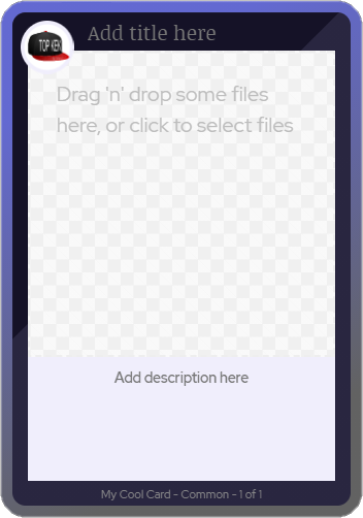 Add title here
TOP KEK
Drag 'n' drop some files
here, or click to select files
Add description here
My Cool Card - Common - 1 of 1